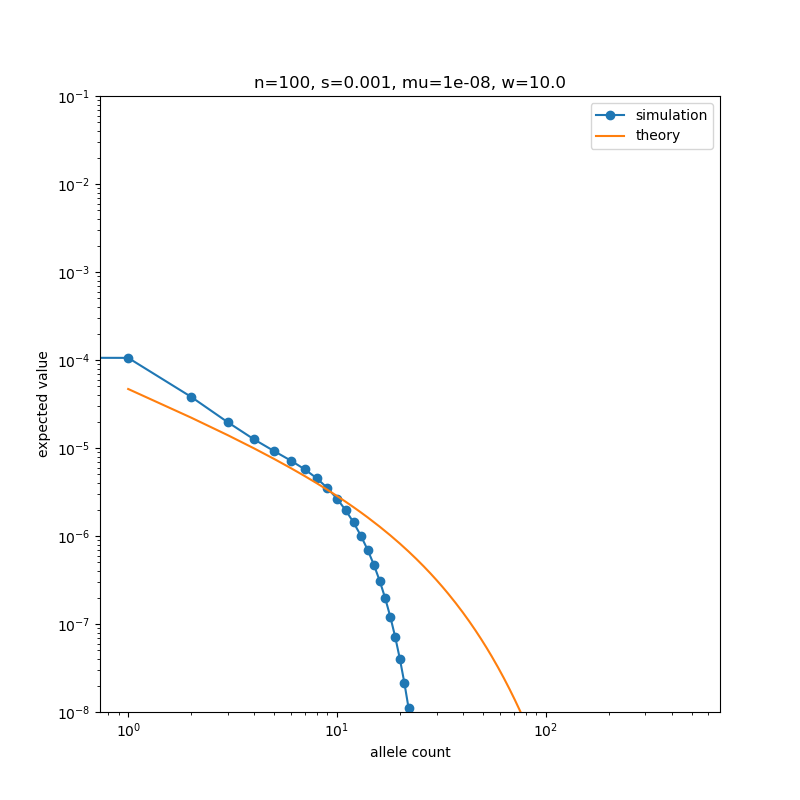 n=100, s=0.001, mu=1e-08, w=10.0
simulation
theory
10⁻¹
10⁻²
10⁻³
10⁻⁴
10⁻⁵
10⁻⁶
10⁻⁷
10⁻⁸
expected value
10⁰ 10¹ 10²
allele count